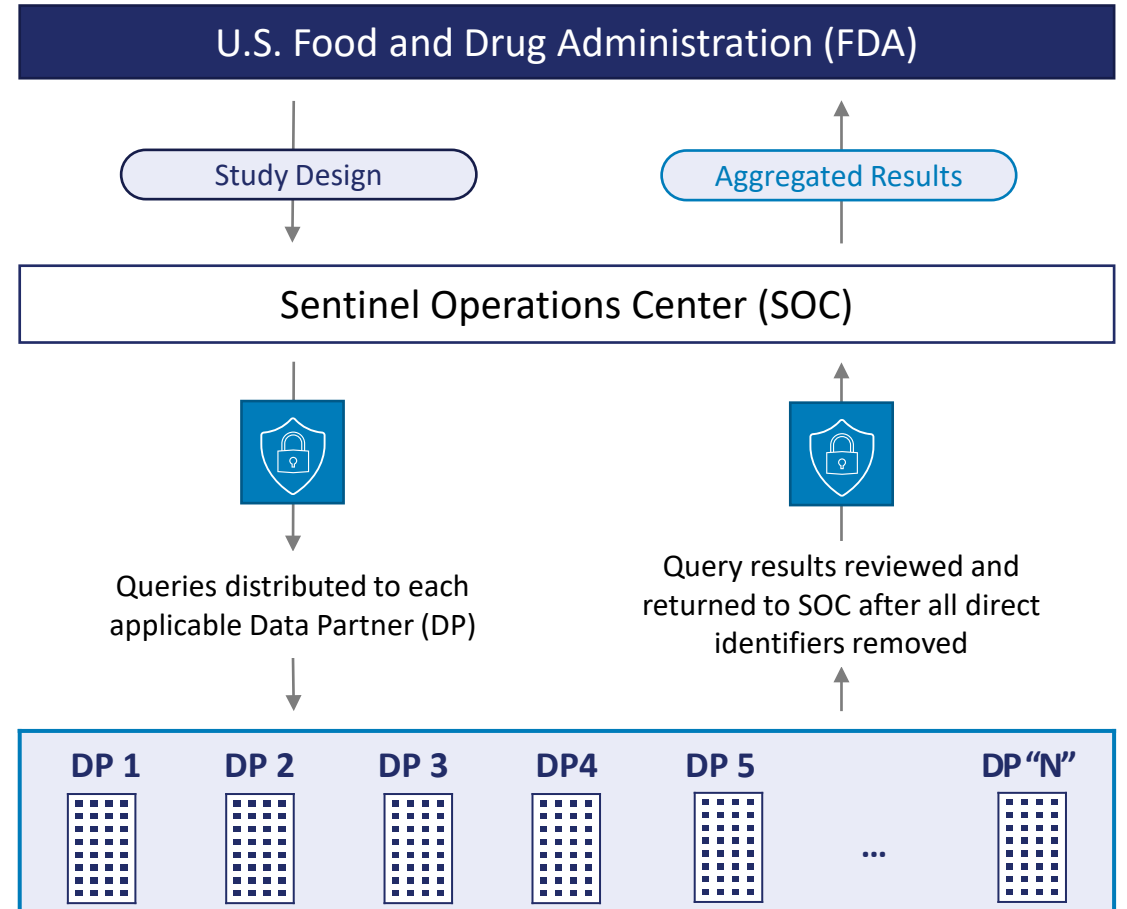 U.S. Food and Drug Administration (FDA)
Study Design
Aggregated Results
Sentinel Operations Center (SOC)
Queries distributed to each
applicable Data Partner (DP)
Query results reviewed and
returned to SOC after all direct
identifiers removed
DP 1 DP 2 DP 3 DP4 DP 5 DP “N”
...